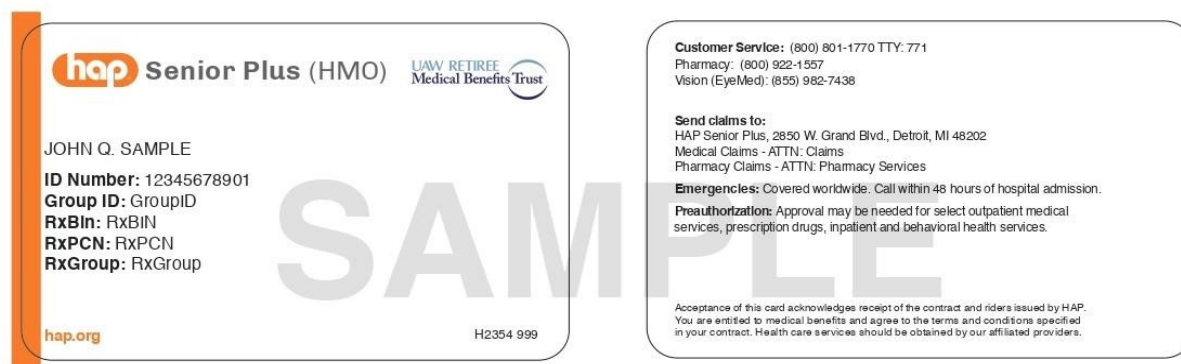 hap Senior Plus (HMO)
UAW RETIREE
Medical Benefits Trust
JOHN Q. SAMPLE
ID Number: 12345678901
Group ID: GroupID
RxBin: RxBIN
RxPCN: RxPCN
RxGroup: RxGroup
hap.org
H2354 999
Customer Service: (800) 801-1770 TTY: 771
Pharmacy: (800) 922-1557
Vision (EyeMed): (855) 982-7438
Send claims to:
HAP Senior Plus, 2850 W. Grand Blvd., Detroit, MI 48202
Medical Claims - ATTN: Claims
Pharmacy Claims - ATTN: Pharmacy Services
Emergencies: Covered worldwide. Call within 48 hours of hospital admission.
Preauthorization: Approval may be needed for select outpatient medical
services, prescription drugs, inpatient and behavioral health services.
Acceptance of this card acknowledges receipt of the contract and riders issued by HAP.
You are entitled to medical benefits and agree to the terms and conditions specified
in your contract. Health care services should be obtained by our affiliated providers.
SAMPLE